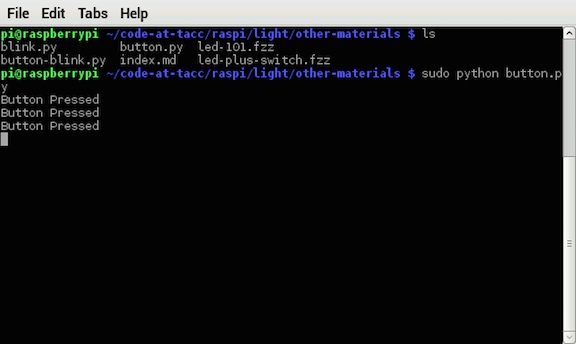 File Edit Tabs Help
pi@raspberrypi ~/code-at-tacc/raspi/light/other-materials $ ls
blink.py button.py led-101.fzz
button-blink.py index.md led-plus-switch.fzz
pi@raspberrypi ~/code-at-tacc/raspi/light/other-materials $ sudo python button.p
y
Button Pressed
Button Pressed
Button Pressed